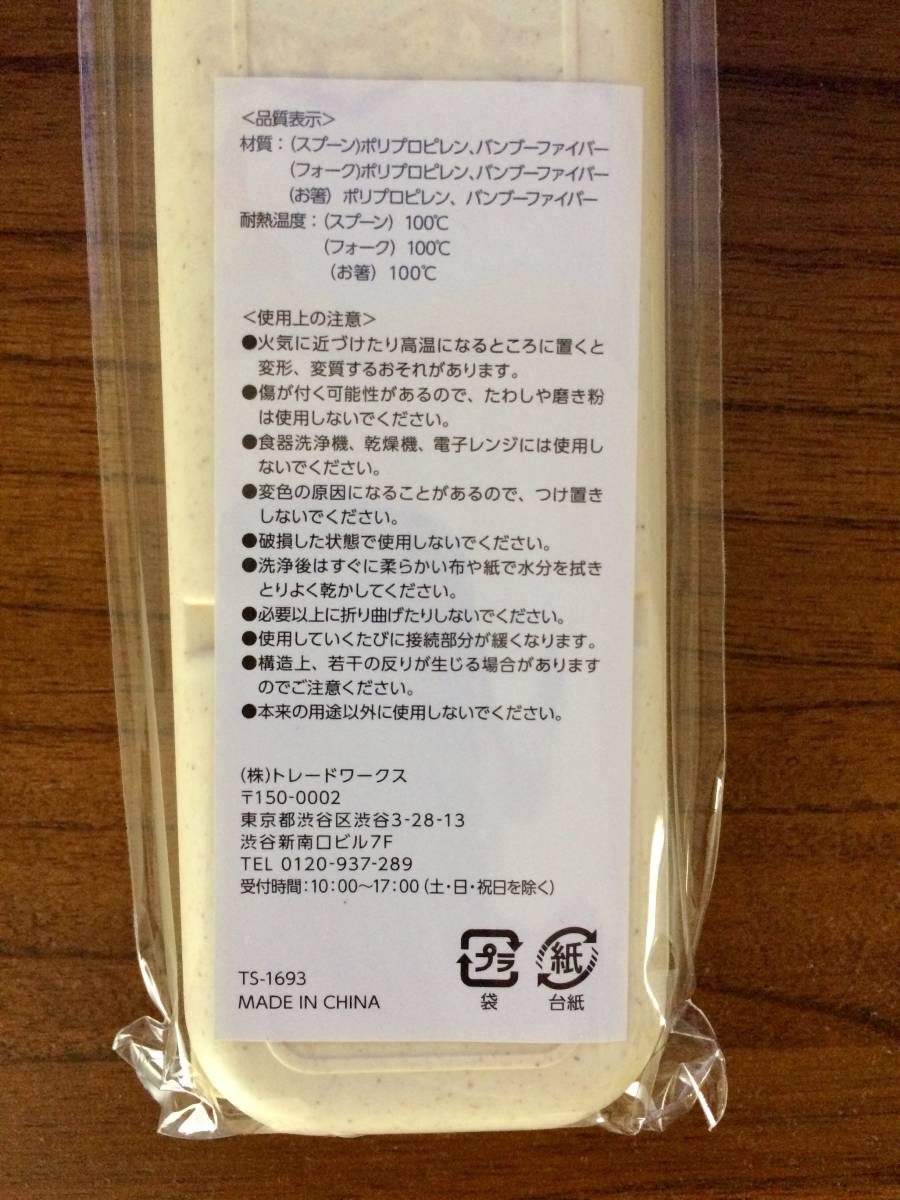 <品質表示>
材質：(スプーン)ポリプロピレン、バンブーファイバー
(フォーク)ポリプロピレン、バンブーファイバー
(お箸) ポリプロピレン、バンブーファイバー
耐熱温度：(スプーン) 100℃
(フォーク) 100℃
(お箸) 100℃
<使用上の注意>
●火気に近づけたり高温になるところに置くと
変形、変質するおそれがあります。
●傷が付く可能性があるので、たわしや磨き粉
は使用しないでください。
●食器洗浄機、乾燥機、電子レンジには使用し
ないでください。
●変色の原因になることがあるので、つけ置き
しないでください。
●破損した状態で使用しないでください。
●洗浄後はすぐに柔らかい布や紙で水分を拭き
とりよく乾かしてください。
●必要以上に折り曲げたりしないでください。
●使用していくたびに接続部分が緩くなります。
●構造上、若干の反りが生じる場合があります
のでご注意ください。
●本来の用途以外に使用しないでください。
(株)トレードワークス
〒150-0002
東京都渋谷区渋谷3-28-13
渋谷新南口ビル7F
TEL 0120-937-289
受付時間：10：00〜17：00 (土・日・祝日を除く)
プラ 紙
TS-1693 袋 台紙
MADE IN CHINA